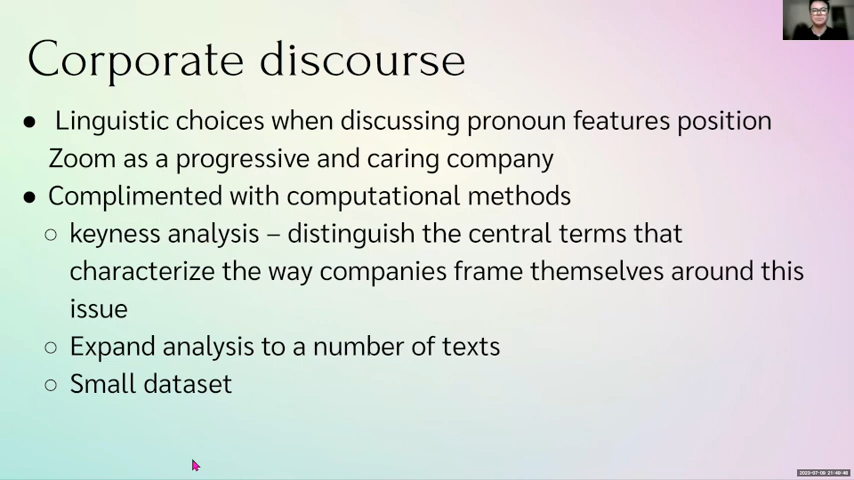 Corporate discourse
● Linguistic choices when discussing pronoun features position
Zoom as a progressive and caring company
● Complimented with computational methods
○ keyness analysis – distinguish the central terms that
characterize the way companies frame themselves around this
issue
○ Expand analysis to a number of texts
○ Small dataset